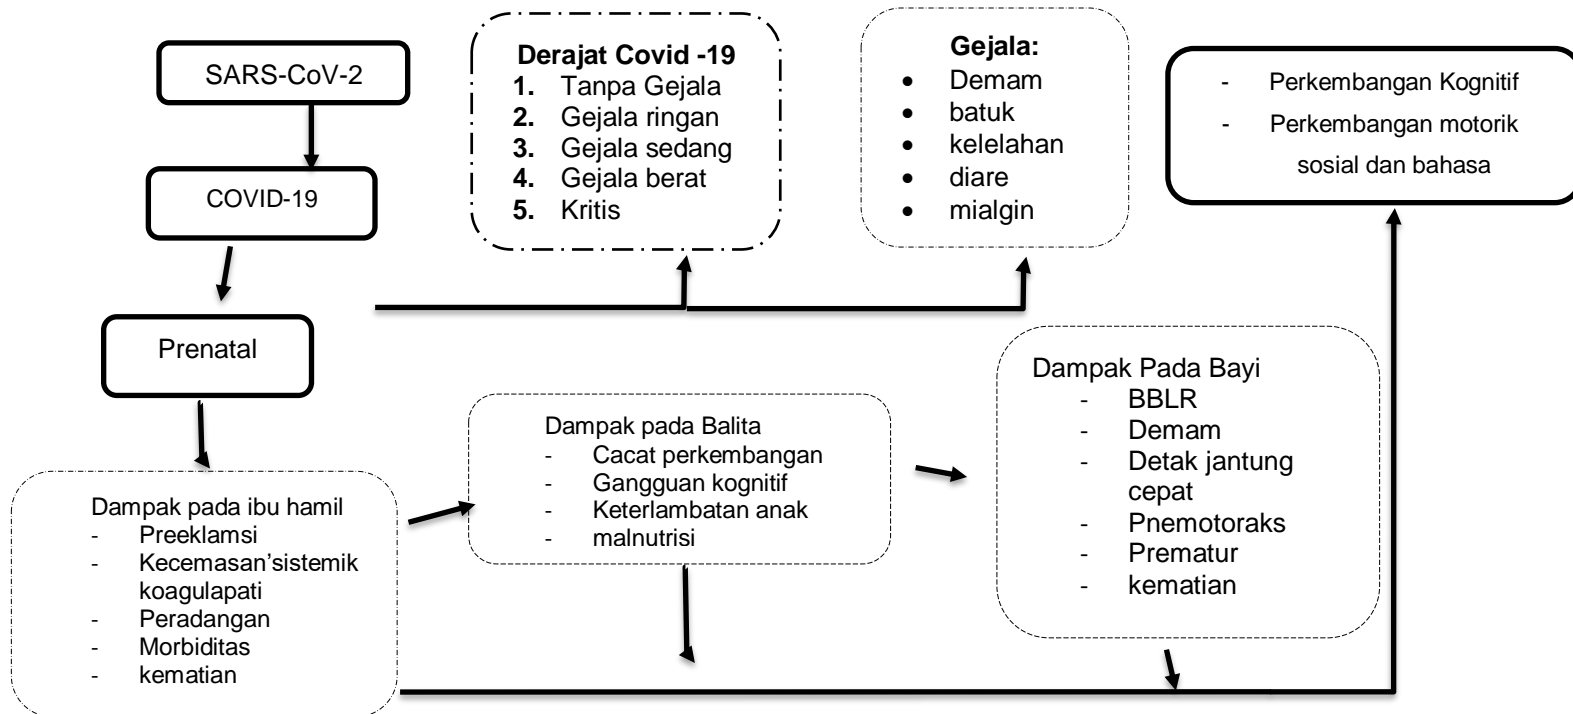 SARS-CoV-2
COVID-19
Prenatal
Derajat Covid -19
1. Tanpa Gejala
2. Gejala ringan
3. Gejala sedang
4. Gejala berat
5. Kritis
Gejala:
• Demam
• batuk
• kelelahan
• diare
• mialgin
- Perkembangan Kognitif
- Perkembangan motorik
sosial dan bahasa
Dampak pada ibu hamil
- Preeklamsi
- Kecemasan’sistemik
koagulapati
- Peradangan
- Morbiditas
- kematian
Dampak pada Balita
- Cacat perkembangan
- Gangguan kognitif
- Keterlambatan anak
- malnutrisi
Dampak Pada Bayi
- BBLR
- Demam
- Detak jantung
cepat
- Pnemotoraks
- Prematur
- kematian